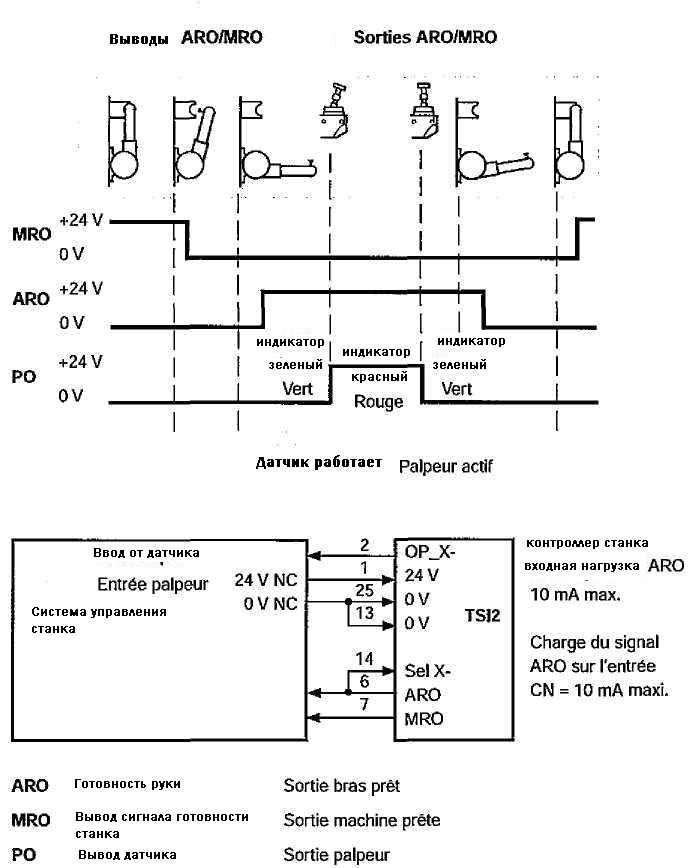 Выводы ARO/MRO Sorties ARO/MRO
MRO +24 V
0 V
ARO +24 V
0 V
индикатор индикатор индикатор
PO +24 V зеленый красный зеленый
0 V Vert Rouge Vert
Датчик работает Palpeur actif
Ввод от датчика
Entrée palpeur
Система управления
станка
24 V NC
0 V NC
2
1
25
13
14
6
7
OP_X-
24 V
0 V
0 V
TSI2
Sel X-
ARO
MRO
контроллер станка
входная нагрузка ARO
10 mA max.
Charge du signal
ARO sur l'entrée
CN = 10 mA maxi.
ARO Готовность руки Sortie bras prêt
MRO Вывод сигнала готовности Sortie machine prête
станка
PO Вывод датчика Sortie palpeur